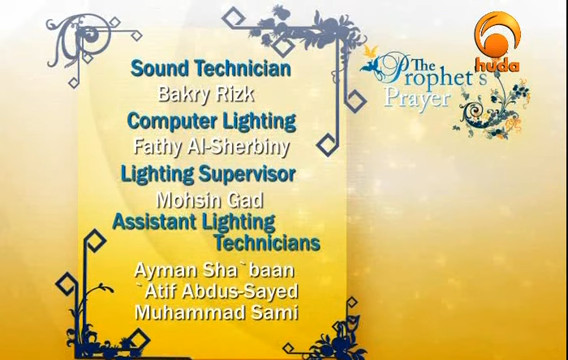 Sound Technician
Bakry Rizk
Computer Lighting
Fathy Al-Sherbiny
Lighting Supervisor
Mohsin Gad
Assistant Lighting
Technicians
Ayman Sha`baan
`Atif Abdus-Sayed
Muhammad Sami
The
Prophet's
Prayer
huda